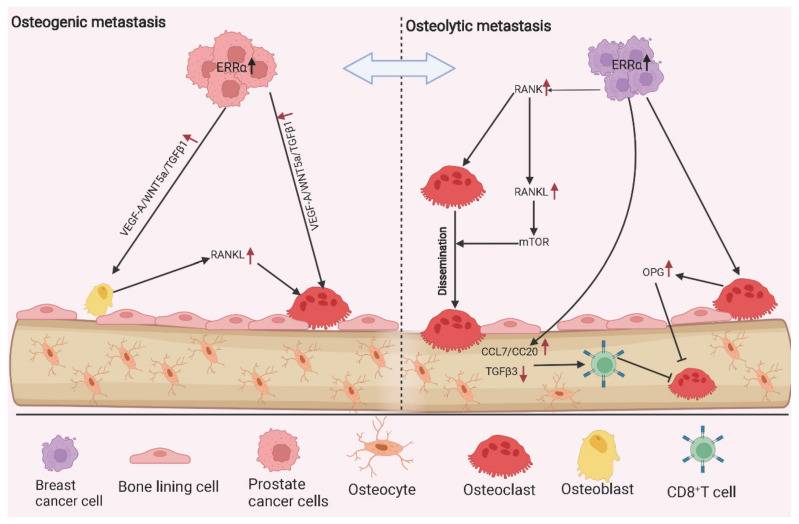 Osteogenic metastasis
Osteolytic metastasis
ERRα
VEGF-A/WNT5a/TGFβ1
VEGF-A/WNT5a/TGFβ1
RANKL
ERRα
RANK
RANKL
mTOR
Dissemination
OPG
CCL7/CC20
TGFβ3
Breast
cancer cell
Bone lining cell
Prostate
cancer cells
Osteocyte
Osteoclast
Osteoblast
CD8⁺T cell